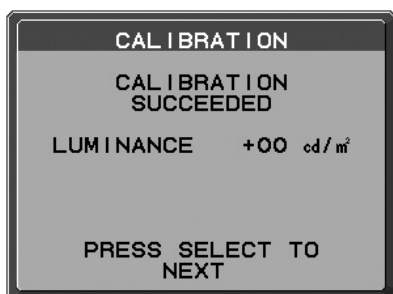 CALIBRATION
CALIBRATION
SUCCEEDED
LUMINANCE +00 cd/㎡
PRESS SELECT TO
NEXT